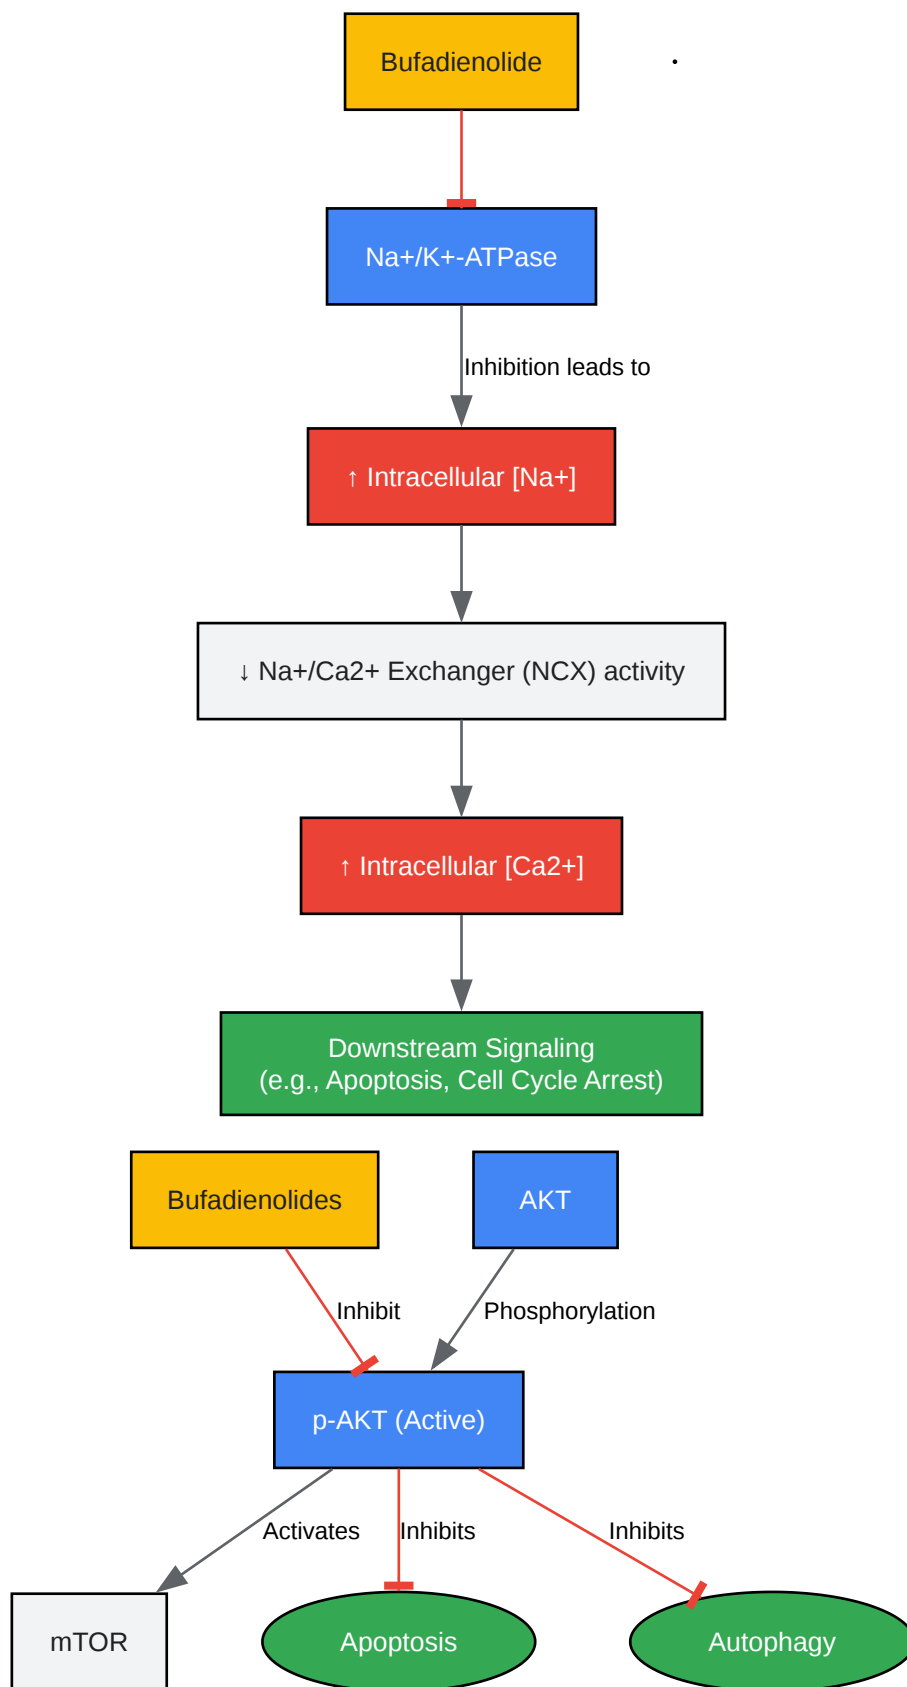 Bufadienolide
.
Na+/K+-ATPase
Inhibition leads to
↑ Intracellular [Na+]
↓ Na+/Ca2+ Exchanger (NCX) activity
↑ Intracellular [Ca2+]
Downstream Signaling
(e.g., Apoptosis, Cell Cycle Arrest)
Bufadienolides
AKT
Inhibit
Phosphorylation
p-AKT (Active)
Activates
Inhibits
Inhibits
mTOR
Apoptosis
Autophagy